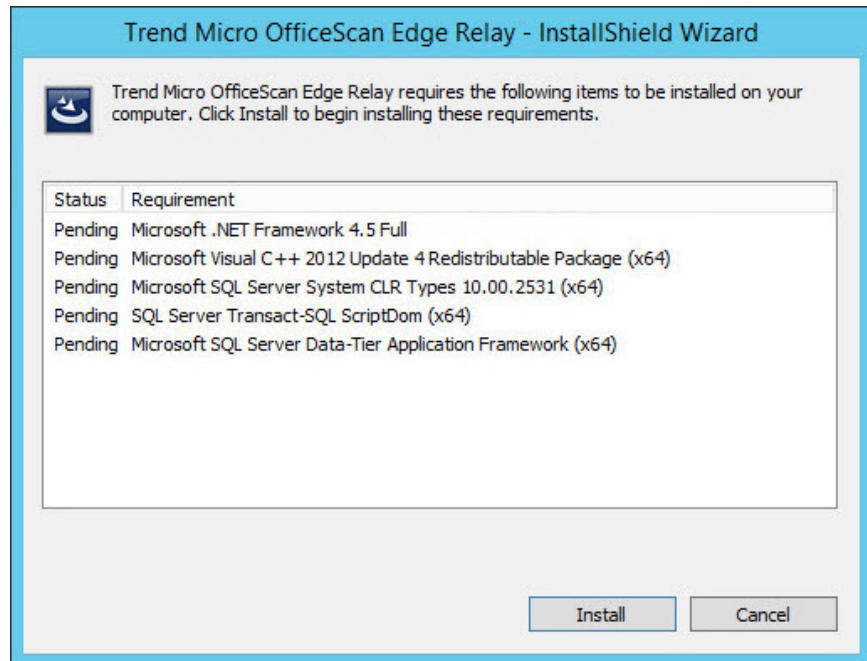 Trend Micro OfficeScan Edge Relay - InstallShield Wizard
Trend Micro OfficeScan Edge Relay requires the following items to be installed on your
computer. Click Install to begin installing these requirements.
Status Requirement
Pending Microsoft .NET Framework 4.5 Full
Pending Microsoft Visual C++ 2012 Update 4 Redistributable Package (x64)
Pending Microsoft SQL Server System CLR Types 10.00.2531 (x64)
Pending SQL Server Transact-SQL ScriptDom (x64)
Pending Microsoft SQL Server Data-Tier Application Framework (x64)
Install Cancel